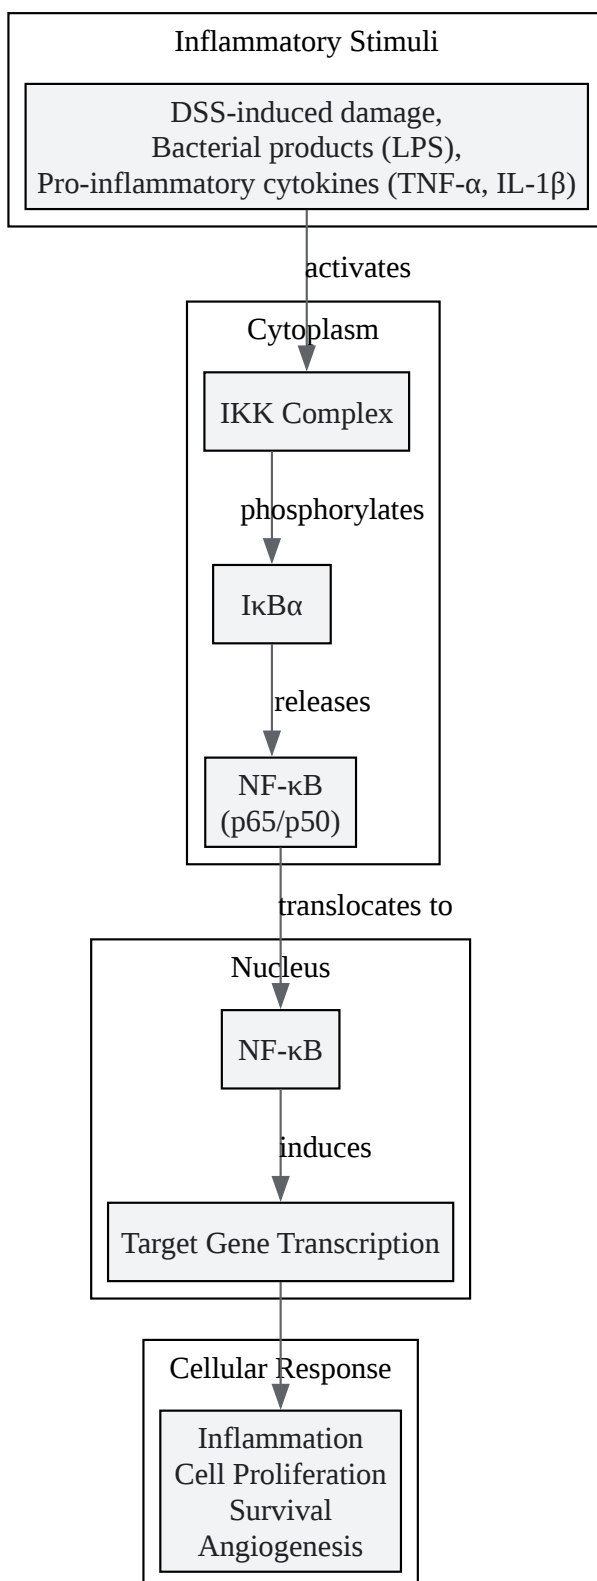 Inflammatory Stimuli
DSS-induced damage,
Bacterial products (LPS),
Pro-inflammatory cytokines (TNF-α, IL-1β)
activates
Cytoplasm
IKK Complex
phosphorylates
IκBα
releases
NF-κB
(p65/p50)
translocates to
Nucleus
NF-κB
induces
Target Gene Transcription
Cellular Response
Inflammation
Cell Proliferation
Survival
Angiogenesis